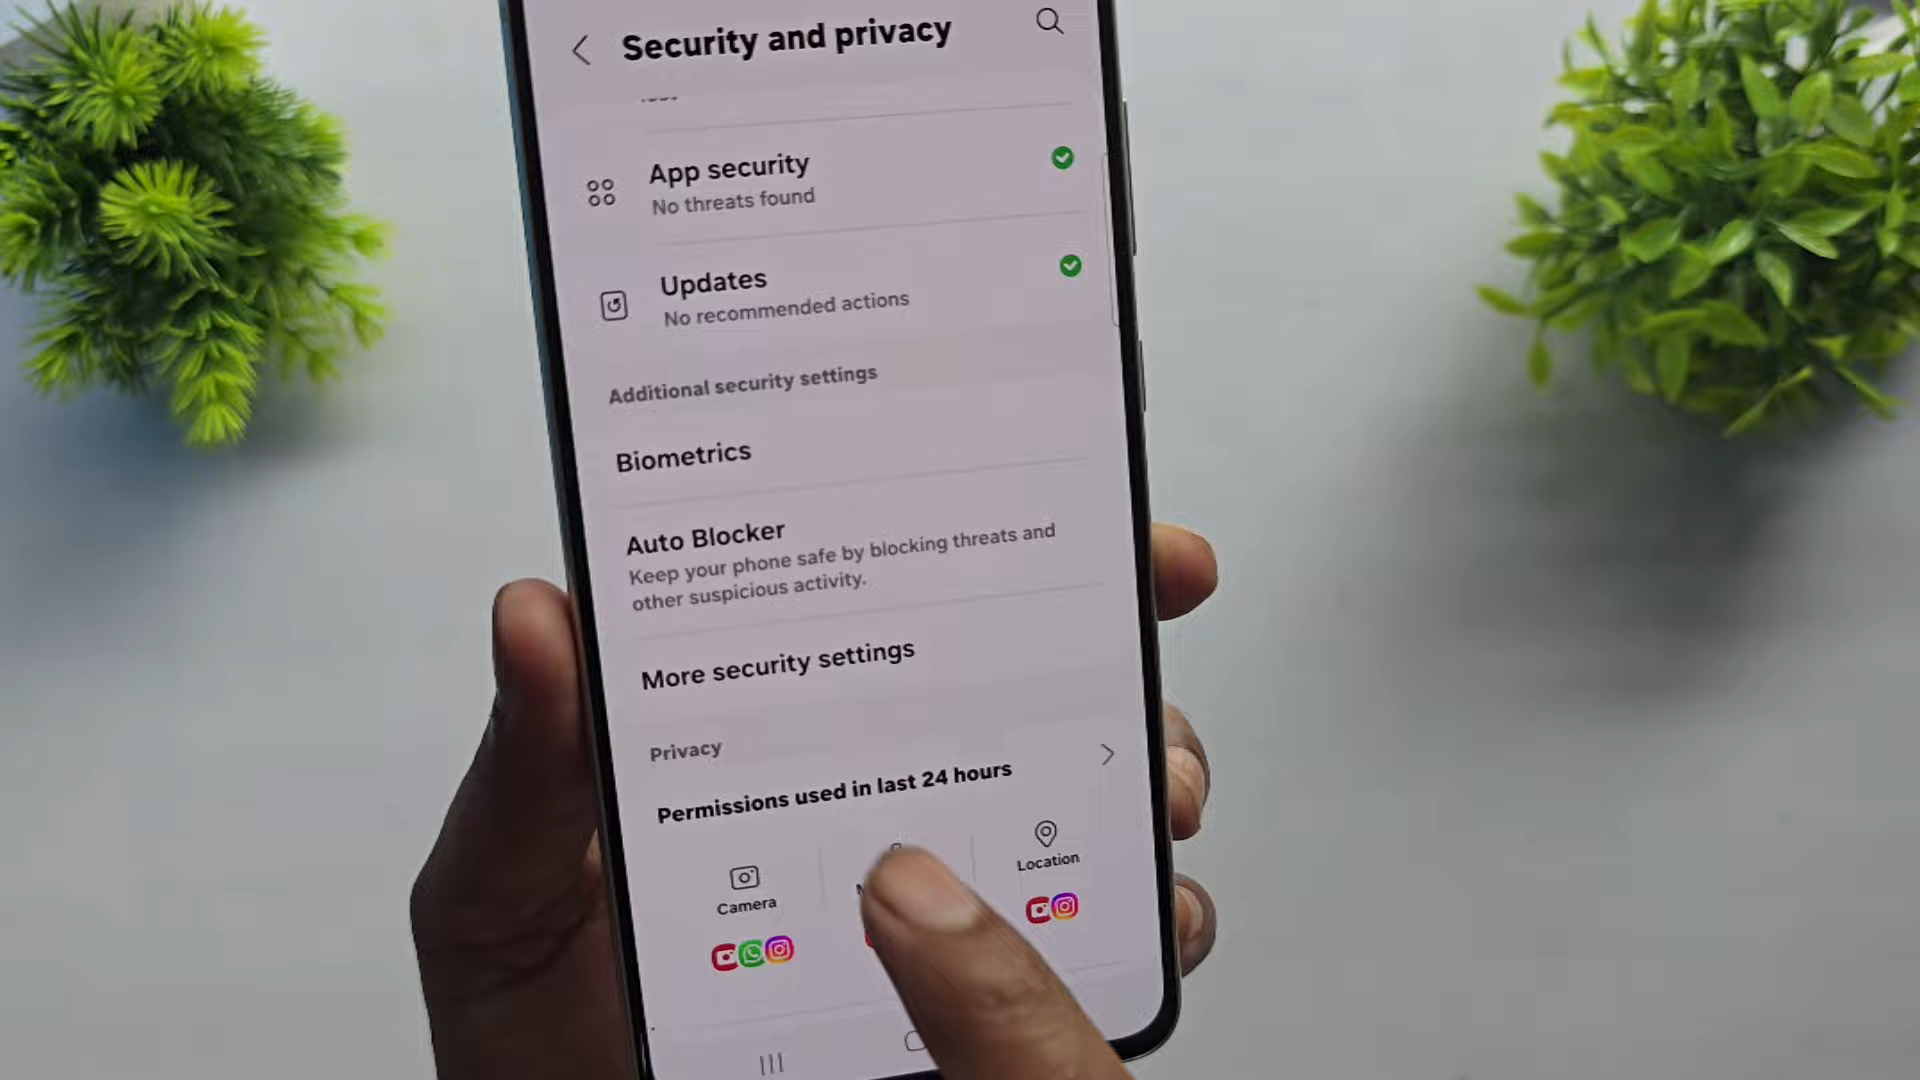 Security and privacy
App security
No threats found
Updates
No recommended actions
Additional security settings
Biometrics
Auto Blocker
Keep your phone safe by blocking threats and
other suspicious activity.
More security settings
Privacy
Permissions used in last 24 hours
Camera
Location